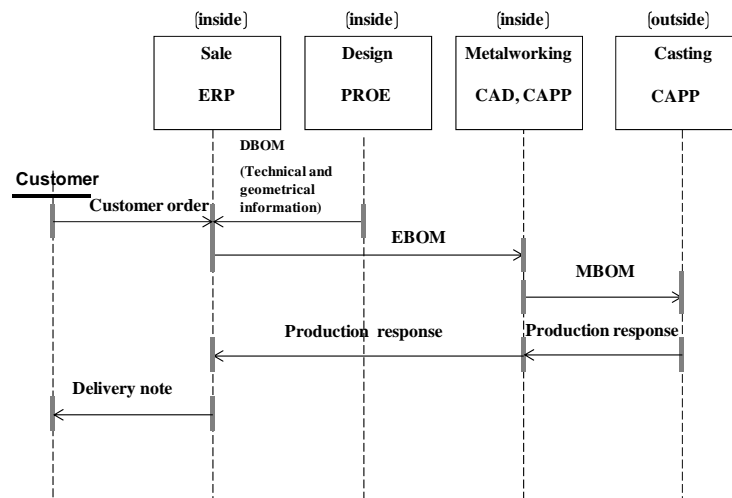 (inside)
(inside)
(inside)
(outside)
Sale
ERP
Design
PROE
Metalworking
CAD, CAPP
Casting
CAPP
DBOM
(Technical and
geometrical
information)
Customer
Customer order
EBOM
MBOM
Production response
Production response
Delivery note